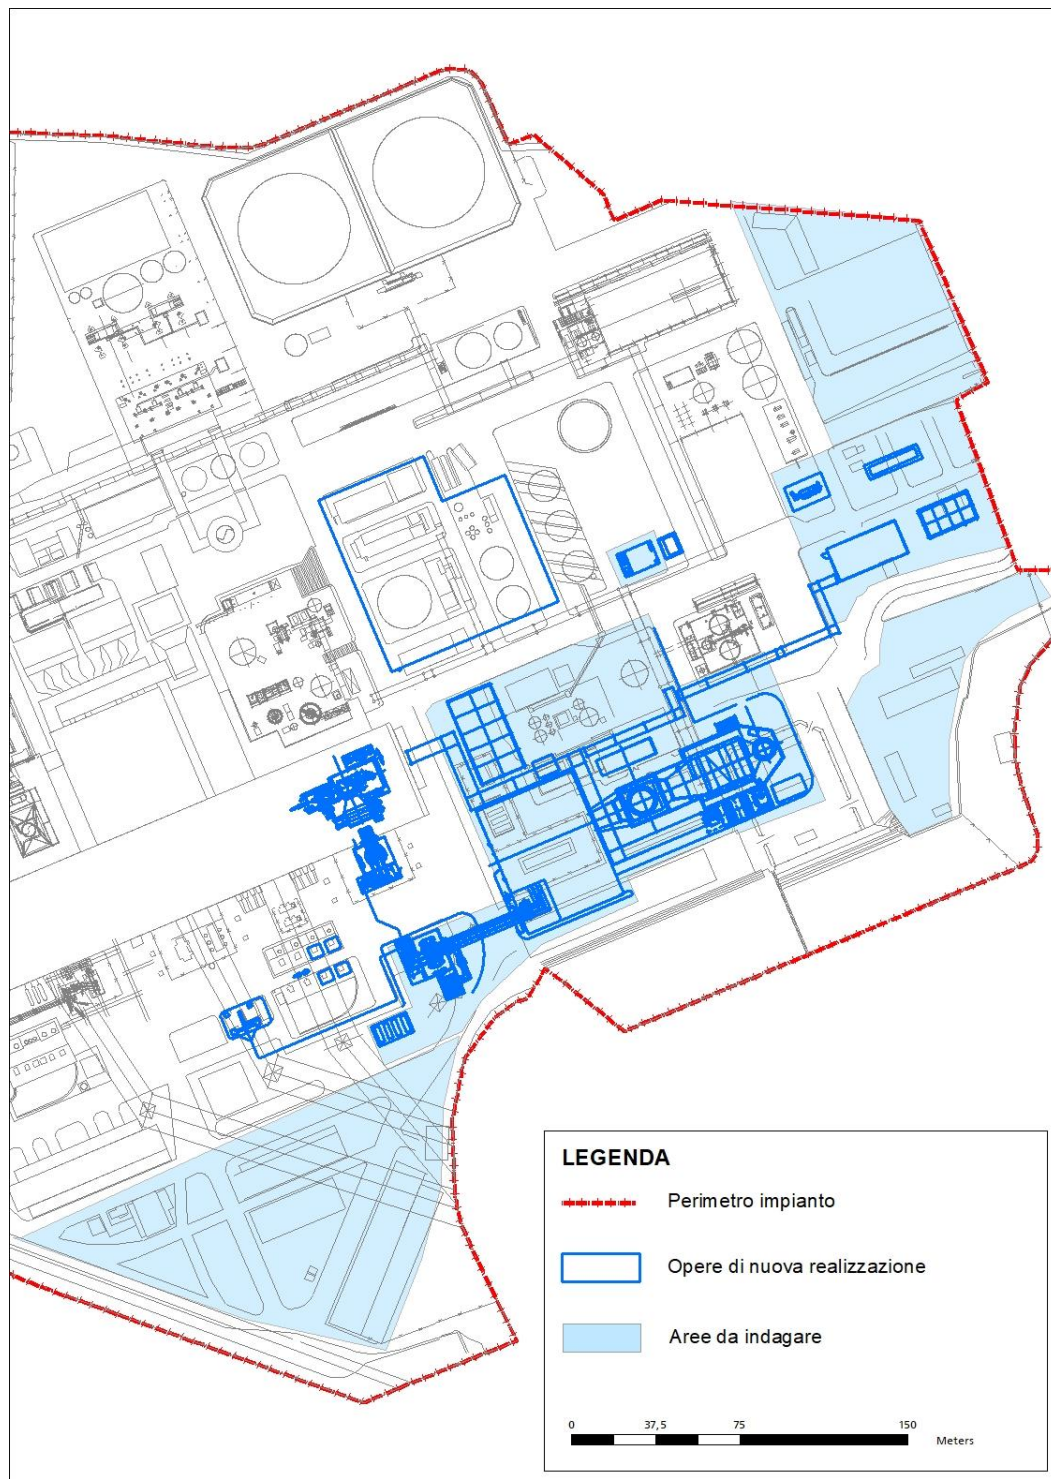 LEGENDA
Perimetro impianto
Opere di nuova realizzazione
Aree da indagare
0 37,5 75 150
Meters